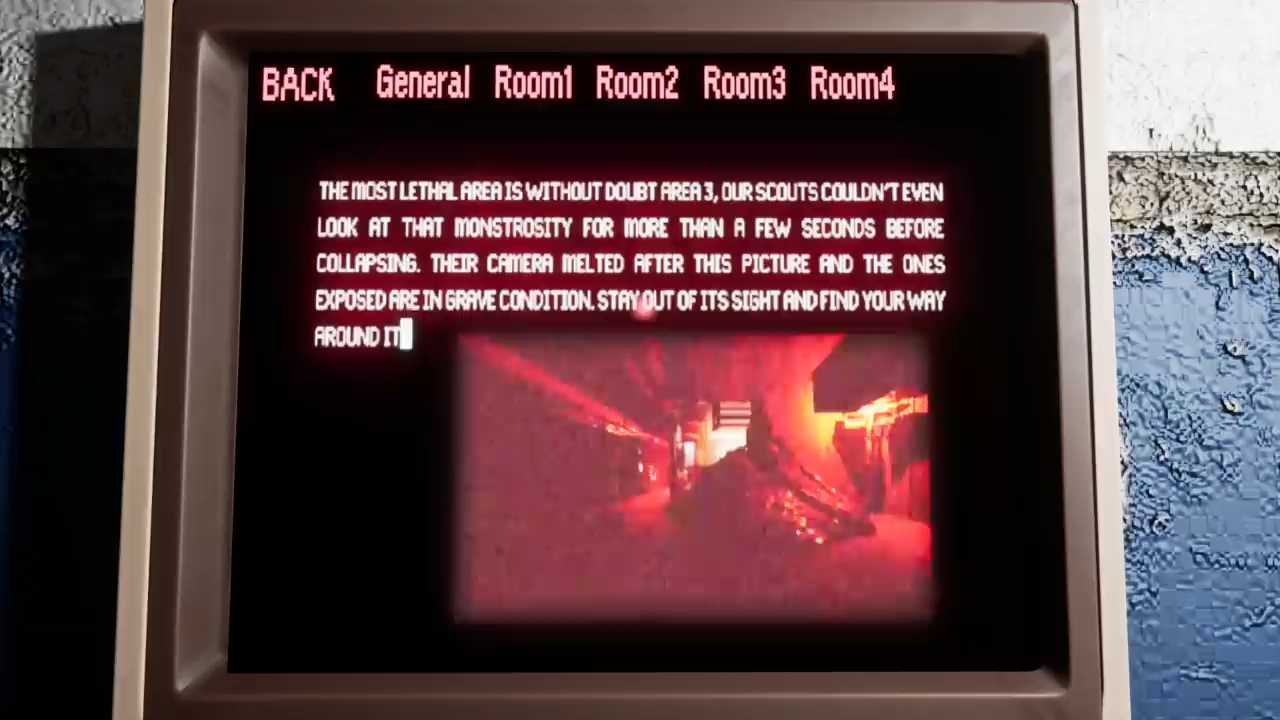 BACK General Room1 Room2 Room3 Room4
THE MOST LETHAL AREA IS WITHOUT DOUBT AREA 3, OUR SCOUTS COULDN'T EVEN
LOOK AT THAT MONSTROSITY FOR MORE THAN A FEW SECONDS BEFORE
COLLAPSING. THEIR CAMERA MELTED AFTER THIS PICTURE AND THE ONES
EXPOSED ARE IN GRAVE CONDITION. STAY OUT OF ITS SIGHT AND FIND YOUR WAY
AROUND IT